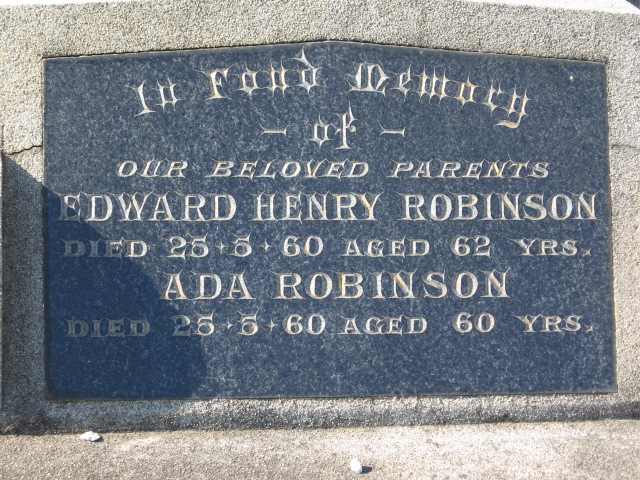 In Fond Memory
– of –
OUR BELOVED PARENTS
EDWARD HENRY ROBINSON
DIED 25·5·60 AGED 62 YRS.
ADA ROBINSON
DIED 25·5·60 AGED 60 YRS.